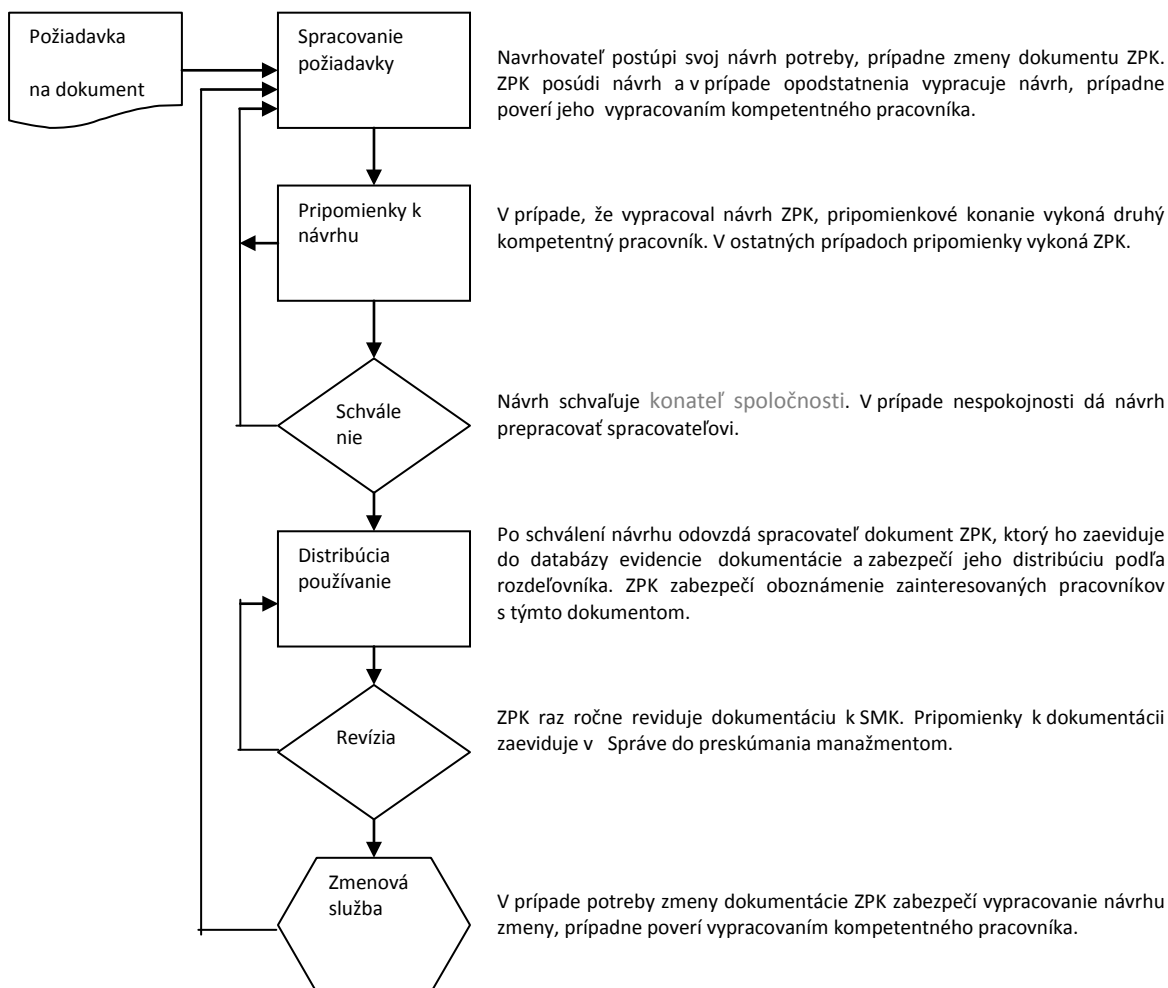 Požiadavka
na dokument
Spracovanie
požiadavky
Navrhovateľ postúpi svoj návrh potreby, prípadne zmeny dokumentu ZPK.
ZPK posúdi návrh a v prípade opodstatnenia vypracuje návrh, prípadne
poverí jeho vypracovaním kompetentného pracovníka.
Pripomienky k
návrhu
V prípade, že vypracoval návrh ZPK, pripomienkové konanie vykoná druhý
kompetentný pracovník. V ostatných prípadoch pripomienky vykoná ZPK.
Schvále
nie
Návrh schvaľuje konateľ spoločnosti. V prípade nespokojnosti dá návrh
prepracovať spracovateľovi.
Distribúcia
používanie
Po schválení návrhu odovzdá spracovateľ dokument ZPK, ktorý ho zaeviduje
do databázy evidencie dokumentácie a zabezpečí jeho distribúciu podľa
rozdeľovníka. ZPK zabezpečí oboznámenie zainteresovaných pracovníkov
s týmto dokumentom.
Revízia
ZPK raz ročne reviduje dokumentáciu k SMK. Pripomienky k dokumentácii
zaeviduje v Správe do preskúmania manažmentom.
Zmenová
služba
V prípade potreby zmeny dokumentácie ZPK zabezpečí vypracovanie návrhu
zmeny, prípadne poverí vypracovaním kompetentného pracovníka.